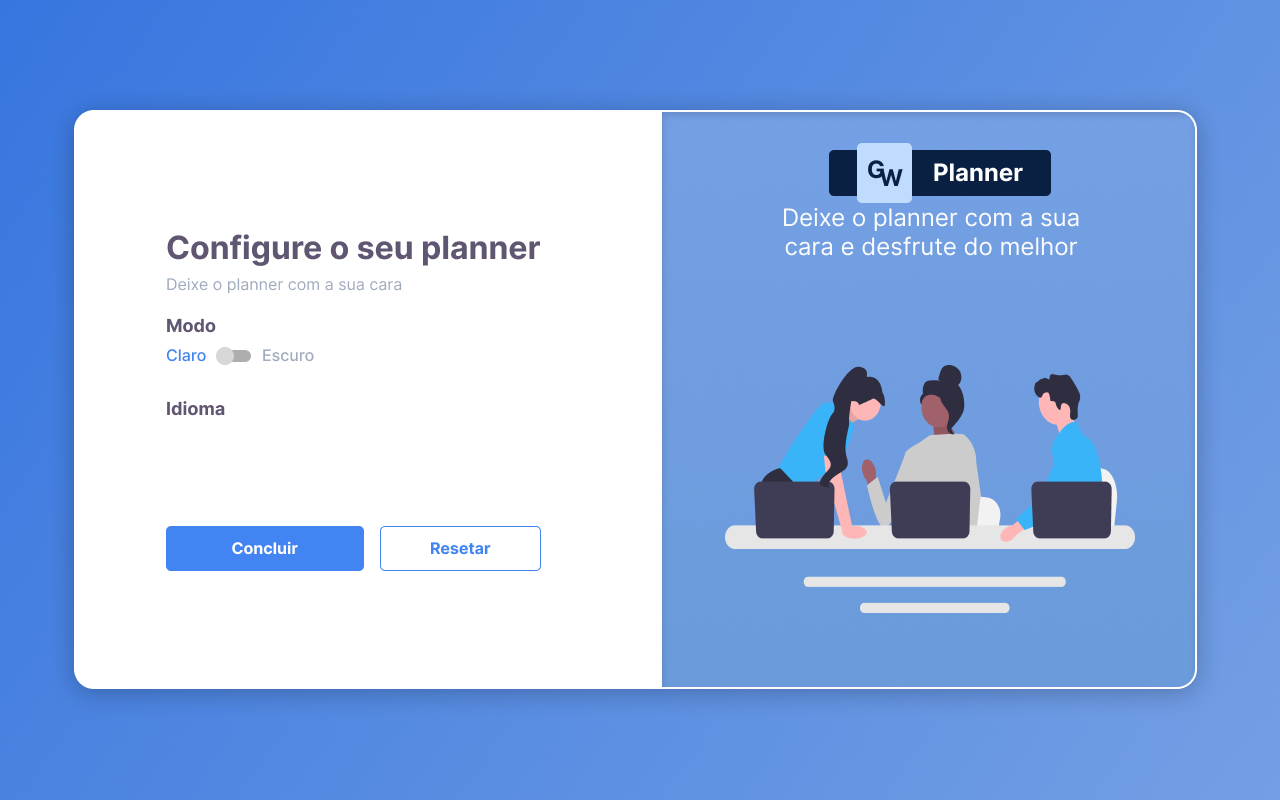 Configure o seu planner
Deixe o planner com a sua cara
Modo
Claro Escuro
Idioma
Concluir Resetar
GW Planner
Deixe o planner com a sua
cara e desfrute do melhor